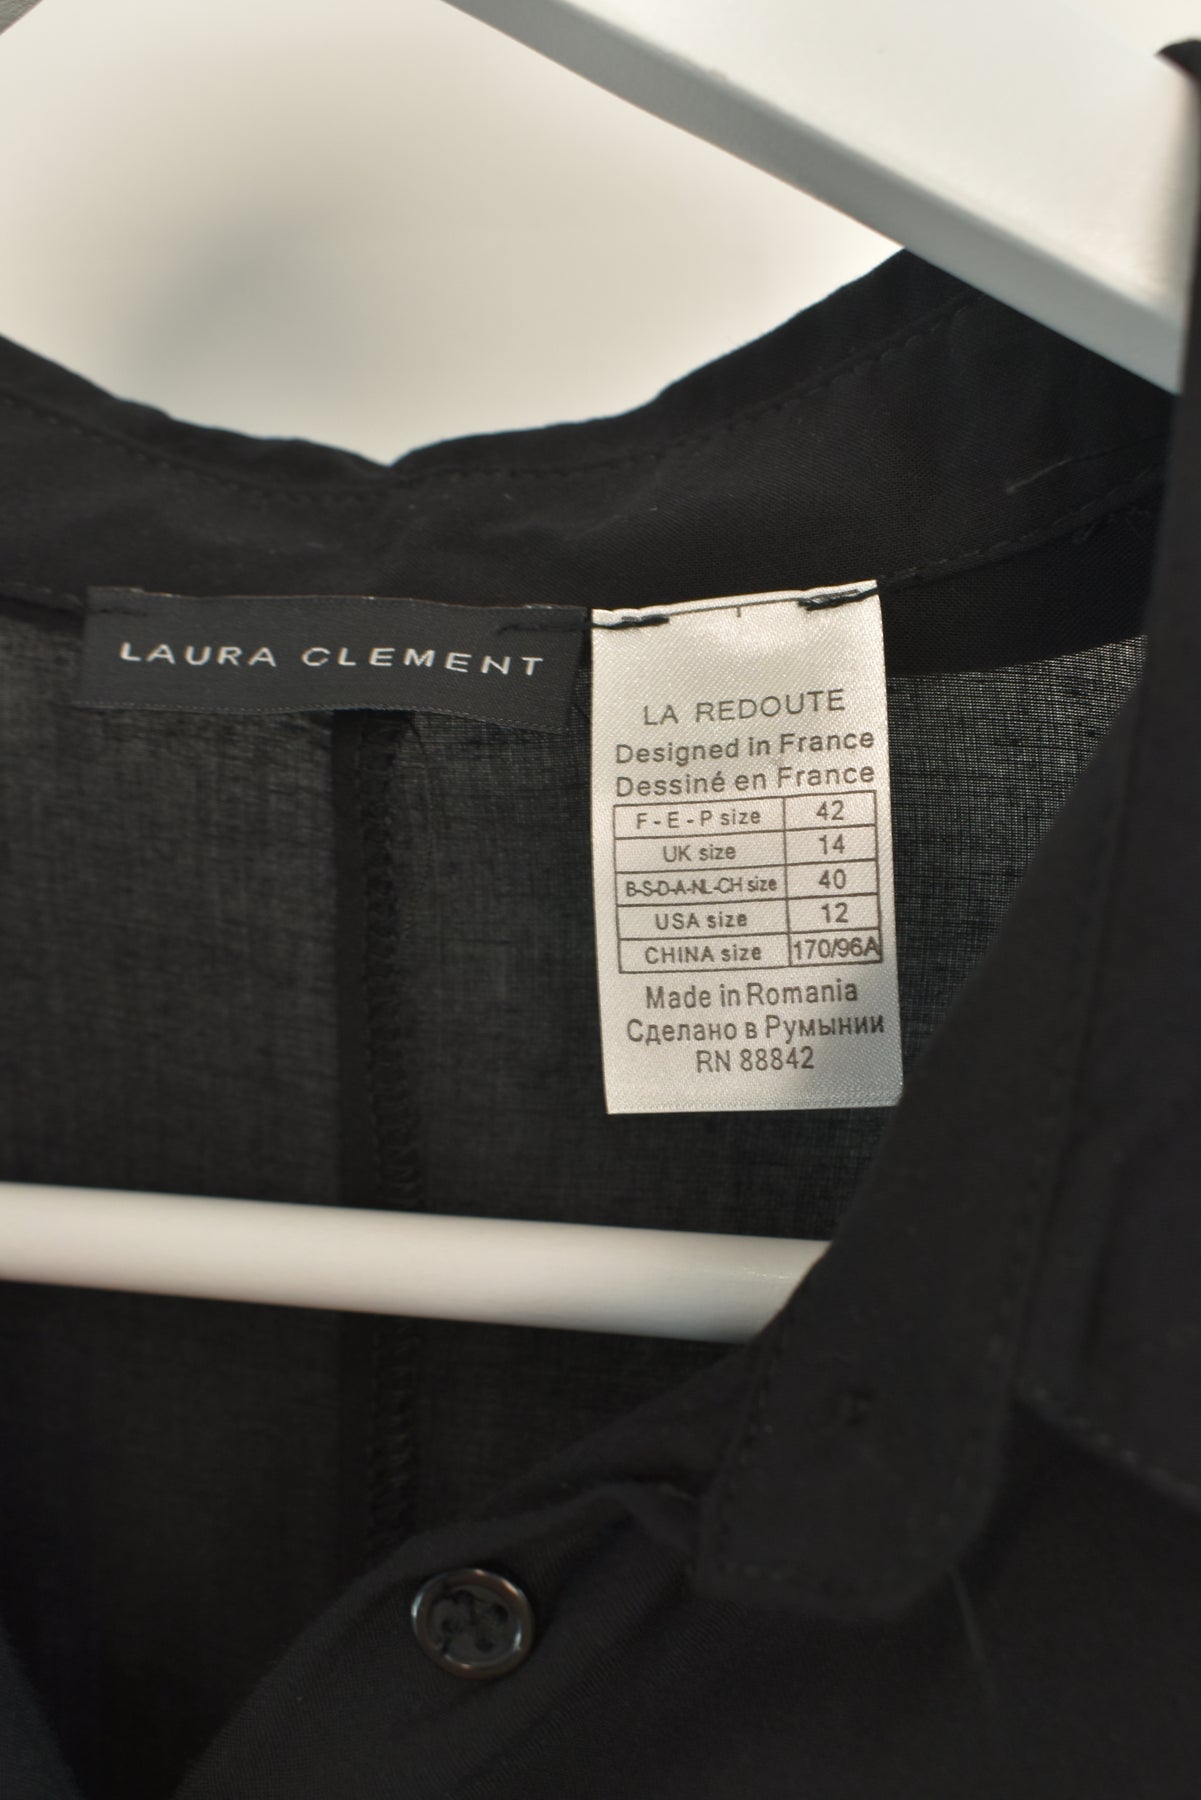 LAURA CLEMENT
LA REDOUTE
Designed in France
Dessiné en France
F - E - P size 42
UK size 14
B-S-D-A-NL-CH size 40
USA size 12
CHINA size 170/96A
Made in Romania
Сделано в Румынии
RN 88842